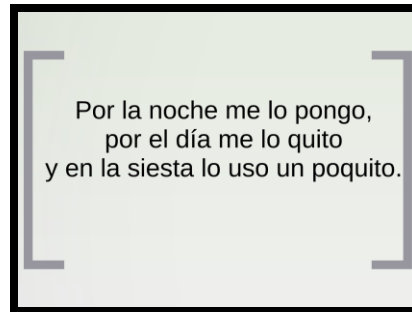 Por la noche me lo pongo,
por el día me lo quito
y en la siesta lo uso un poquito.